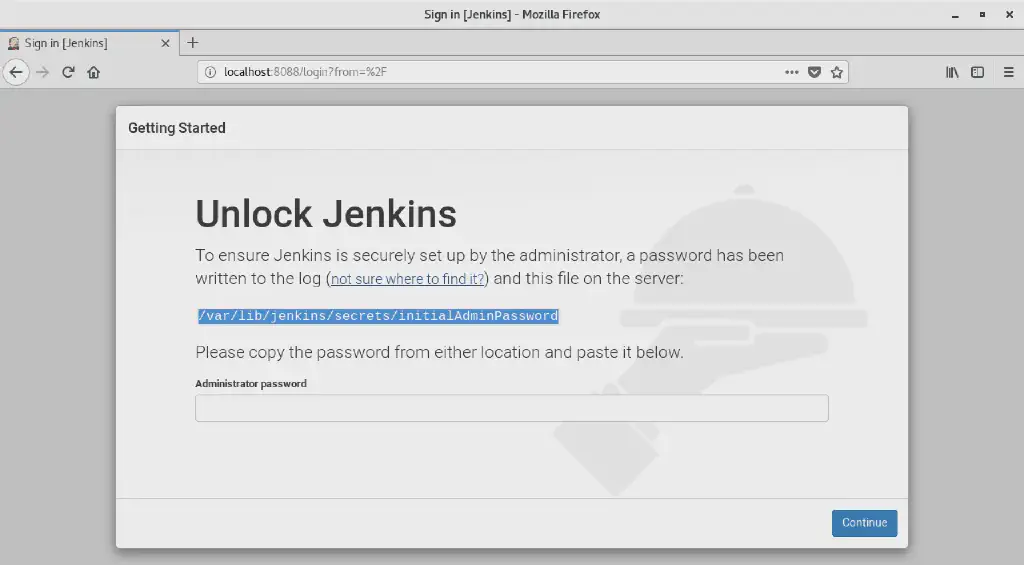 Sign in [Jenkins] - Mozilla Firefox
Sign in [Jenkins]
localhost:8088/login?from=%2F
Getting Started
Unlock Jenkins
To ensure Jenkins is securely set up by the administrator, a password has been
written to the log (not sure where to find it?) and this file on the server:
/var/lib/jenkins/secrets/initialAdminPassword
Please copy the password from either location and paste it below.
Administrator password
Continue